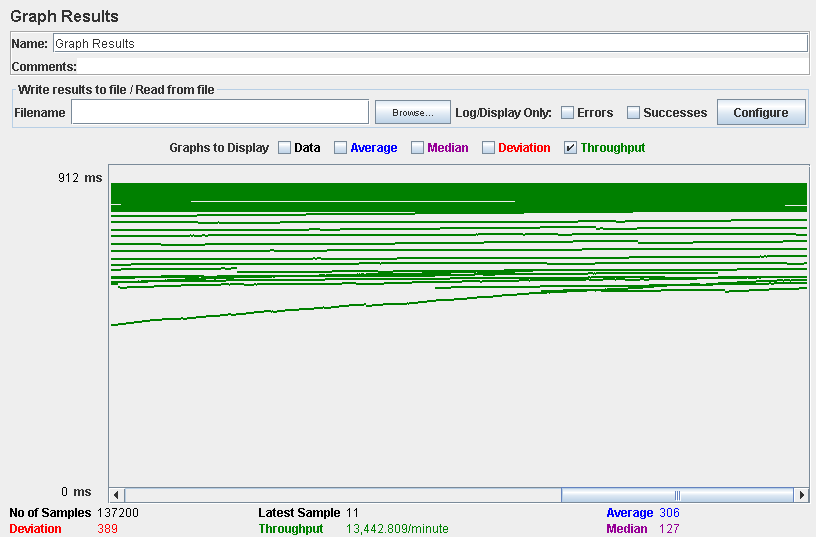 Graph Results
Name: Graph Results
Comments:
Write results to file / Read from file
Filename Browse... Log/Display Only: Errors Successes Configure
Graphs to Display Data Average Median Deviation Throughput
912 ms
0 ms
No of Samples 137200 Latest Sample 11 Average 306
Deviation 389 Throughput 13,442.809/minute Median 127